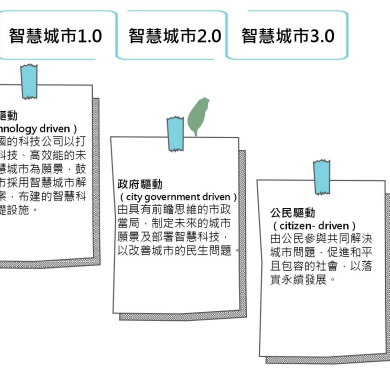 智慧城市1.0
智慧城市2.0
智慧城市3.0
驅動
hnology driven )
國的科技公司以打
科技、高效能的未
慧城市為願景，鼓
市採用智慧城市解
案、布建的智慧科
礎設施。
政府驅動
( city government driven )
由具有前瞻思維的市政
當局，制定未來的城市
願景及部署智慧科技，
以改善城市的民生問題。
公民驅動
( citizen- driven )
由公民參與共同解決
城市問題，促進和平
且包容的社會，以落
實永續發展。